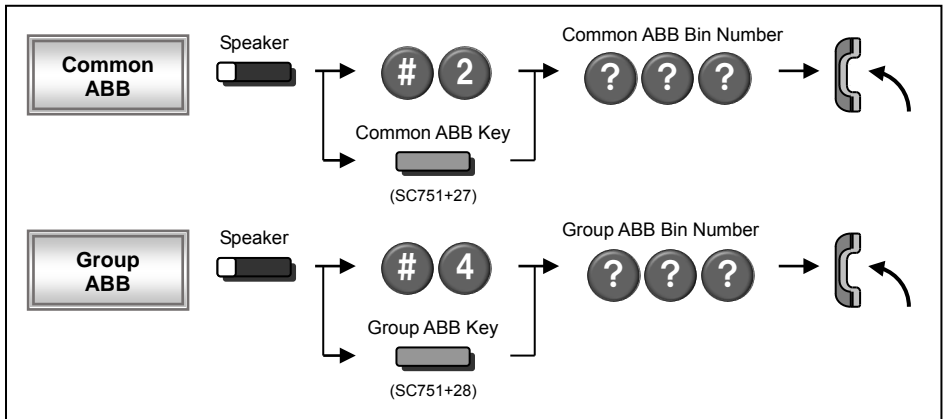 Common
ABB
Speaker
# 2
Common ABB Key
(SC751+27)
Common ABB Bin Number
? ? ?
Group
ABB
Speaker
# 4
Group ABB Key
(SC751+28)
Group ABB Bin Number
? ? ?